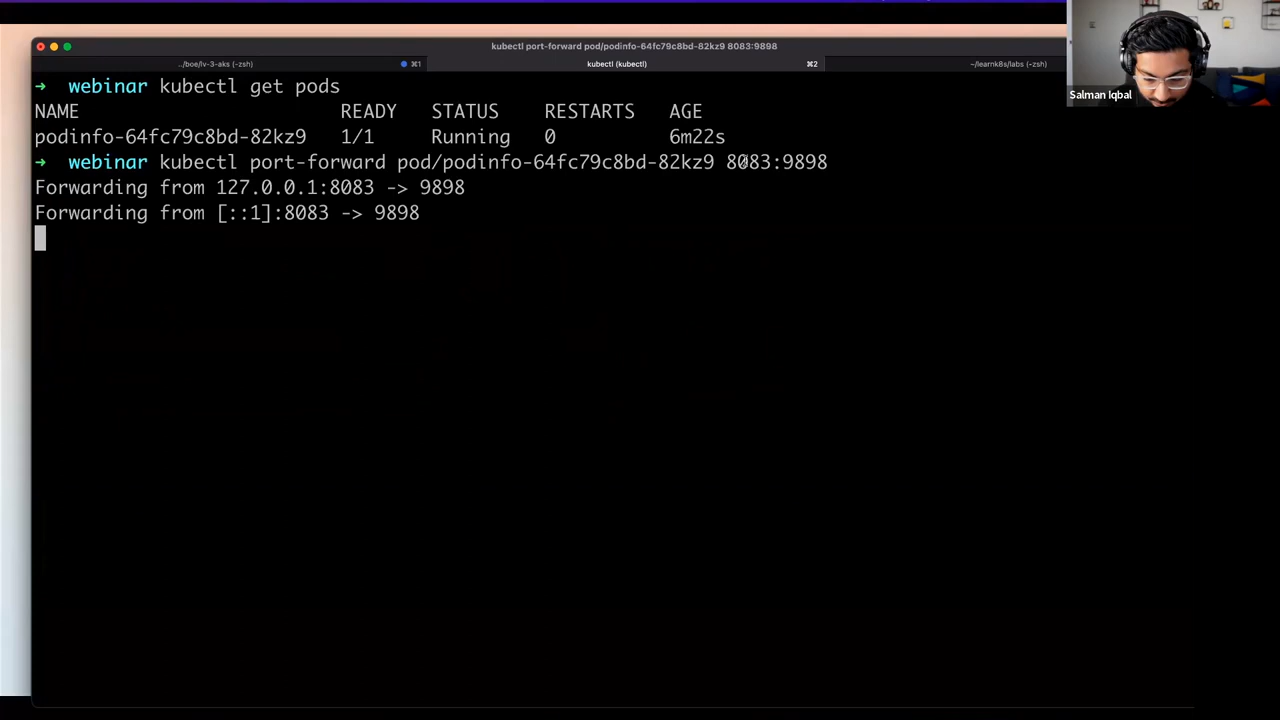 kubectl port-forward pod/podinfo-64fc79c8bd-82kz9 8083:9898
../boe/lv-3-aks (-zsh) ⌘1 kubectl (kubectl) ⌘2 ~/learnk8s/labs (-zsh)
Salman Iqbal
➜ webinar kubectl get pods
NAME READY STATUS RESTARTS AGE
podinfo-64fc79c8bd-82kz9 1/1 Running 0 6m22s
➜ webinar kubectl port-forward pod/podinfo-64fc79c8bd-82kz9 8083:9898
Forwarding from 127.0.0.1:8083 -> 9898
Forwarding from [::1]:8083 -> 9898